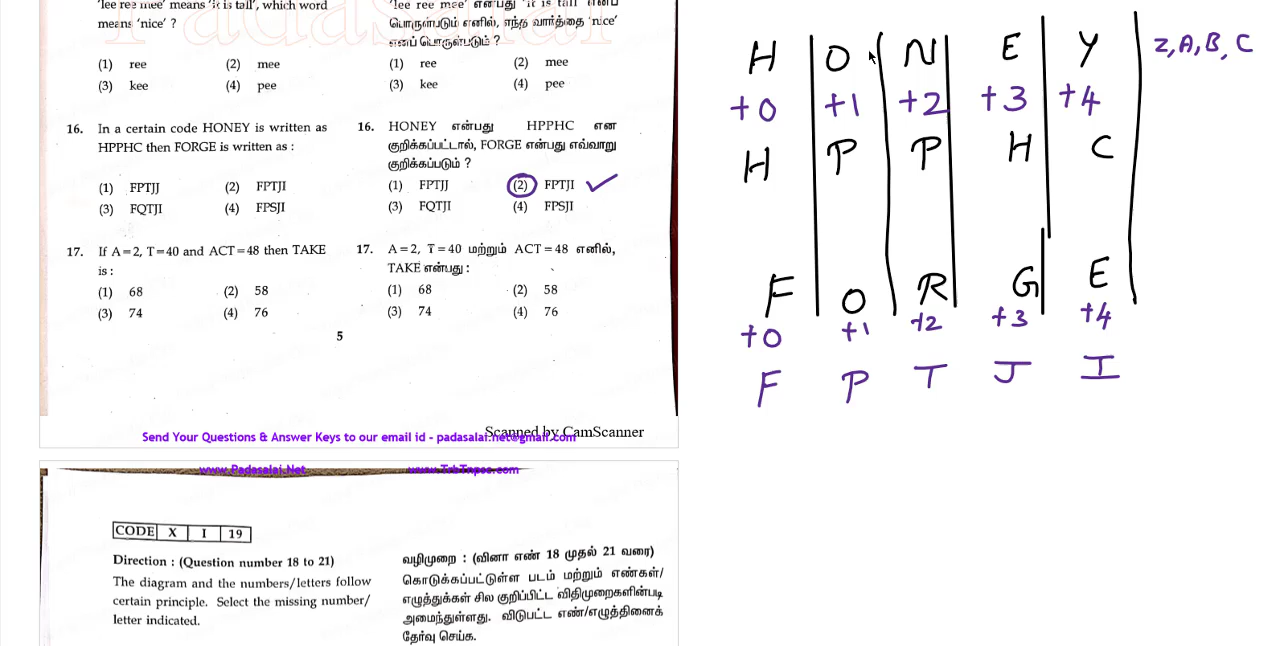 'lee ree mee' means 'it is tall', which word
means 'nice' ?
(1) ree (2) mee
(3) kee (4) pee
16. In a certain code HONEY is written as
HPPHC then FORGE is written as :
(1) FPTJJ (2) FPTJI
(3) FQTJI (4) FPSJI
17. If A=2, T=40 and ACT=48 then TAKE
is :
(1) 68 (2) 58
(3) 74 (4) 76
'lee ree mee' என்பது 'it is tall' எனப்
பொருள்படும் எனில், எந்த வார்த்தை 'nice'
எனப் பொருள்படும் ?
(1) ree (2) mee
(3) kee (4) pee
16. HONEY என்பது HPPHC என
குறிக்கப்பட்டால், FORGE என்பது எவ்வாறு
குறிக்கப்படும் ?
(1) FPTJJ (2) FPTJI
(3) FQTJI (4) FPSJI
17. A=2, T=40 மற்றும் ACT=48 எனில்,
TAKE என்பது :
(1) 68 (2) 58
(3) 74 (4) 76
5
Scanned by CamScanner
Send Your Questions & Answer Keys to our email id - padasalai.net@gmail.com
www.Padasalai.Net www.TrbTnpsc.com
CODE X I 19
Direction : (Question number 18 to 21)
The diagram and the numbers/letters follow
certain principle. Select the missing number/
letter indicated.
வழிமுறை : (வினா எண் 18 முதல் 21 வரை)
கொடுக்கப்பட்டுள்ள படம் மற்றும் எண்கள்/
எழுத்துக்கள் சில குறிப்பிட்ட விதிமுறைகளின்படி
அமைந்துள்ளது. விடுபட்ட எண்/எழுத்தினைக்
தேர்வு செய்க.
H O N E Y Z, A, B, C
+0 +1 +2 +3 +4
H P P H C
F O R G E
+0 +1 +2 +3 +4
F P T J I